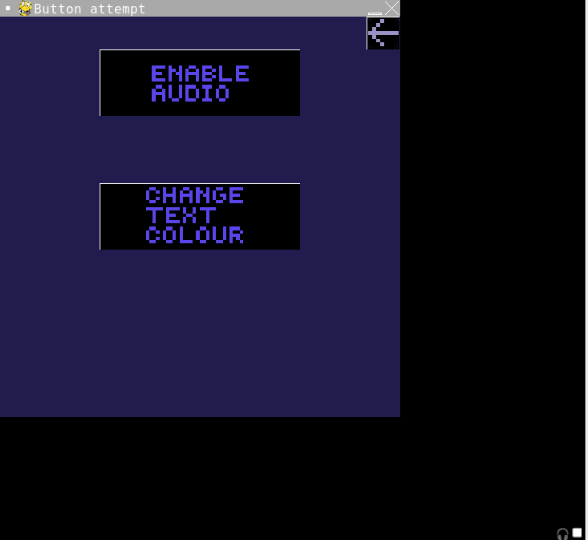 Button attempt
ENABLE
AUDIO
CHANGE
TEXT
COLOUR